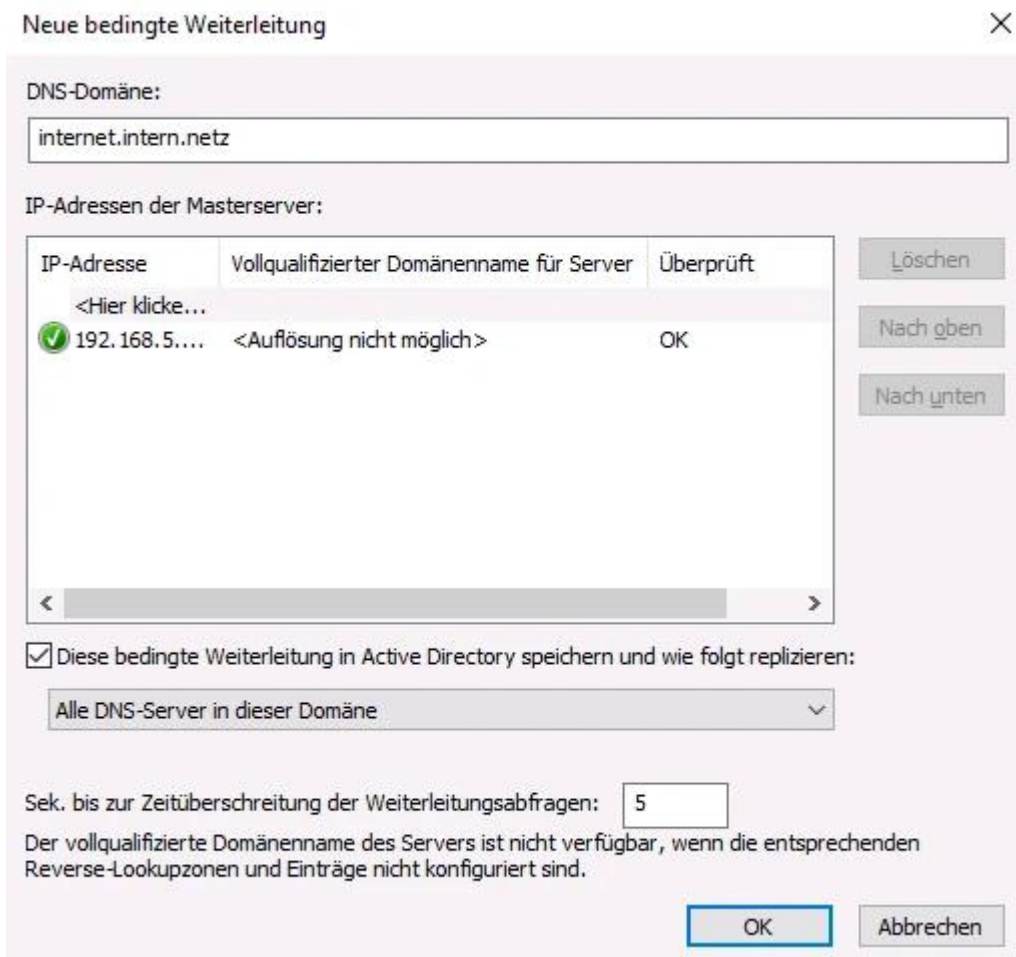 Neue bedingte Weiterleitung
DNS-Domäne:
internet.intern.netz
IP-Adressen der Masterserver:
IP-Adresse Vollqualifizierter Domänenname für Server Überprüft
<Hier klicke...
192.168.5.... <Auflösung nicht möglich> OK
Löschen
Nach oben
Nach unten
Diese bedingte Weiterleitung in Active Directory speichern und wie folgt replizieren:
Alle DNS-Server in dieser Domäne
Sek. bis zur Zeitüberschreitung der Weiterleitungsabfragen: 5
Der vollqualifizierte Domänenname des Servers ist nicht verfügbar, wenn die entsprechenden
Reverse-Lookupzonen und Einträge nicht konfiguriert sind.
OK Abbrechen